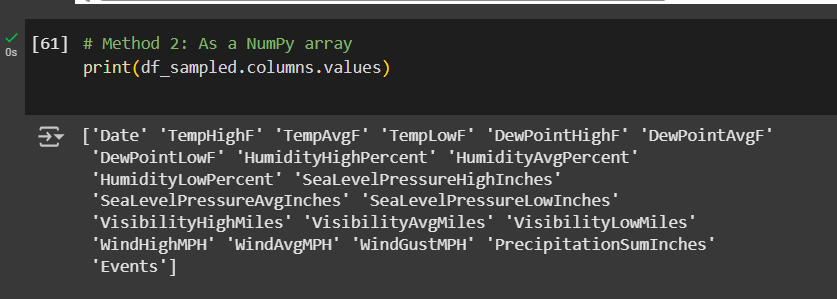 [61] # Method 2: As a NumPy array
0s
print(df_sampled.columns.values)
['Date' 'TempHighF' 'TempAvgF' 'TempLowF' 'DewPointHighF' 'DewPointAvgF'
'DewPointLowF' 'HumidityHighPercent' 'HumidityAvgPercent'
'HumidityLowPercent' 'SeaLevelPressureHighInches'
'SeaLevelPressureAvgInches' 'SeaLevelPressureLowInches'
'VisibilityHighMiles' 'VisibilityAvgMiles' 'VisibilityLowMiles'
'WindHighMPH' 'WindAvgMPH' 'WindGustMPH' 'PrecipitationSumInches'
'Events']